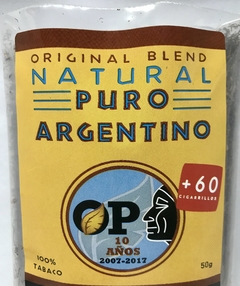 ORIGINAL BLEND
NATURAL
PURO
ARGENTINO
+60
CIGARRILLOS
OP
10
AÑOS
2007-2017
100%
TABACO
50g